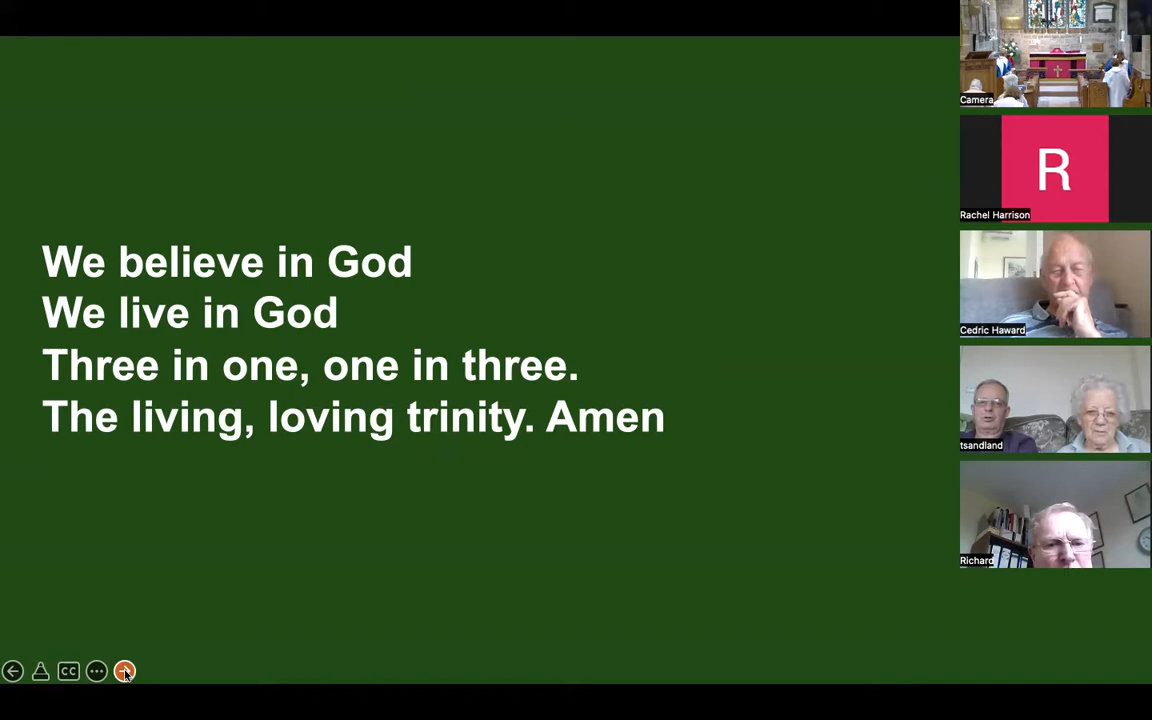 We believe in God
We live in God
Three in one, one in three.
The living, loving trinity. Amen
Camera
R
Rachel Harrison
Cedric Haward
tsandland
Richard
CC